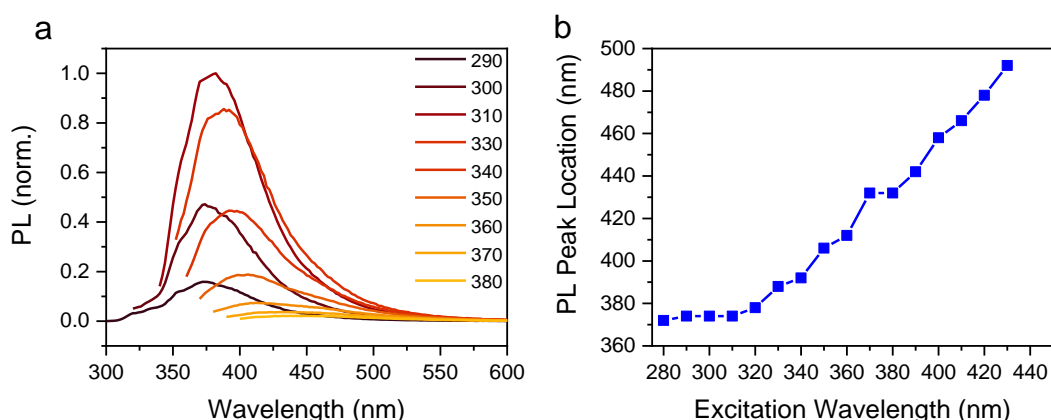 a
PL (norm.)
1.0
0.8
0.6
0.4
0.2
0.0
300 350 400 450 500 550 600
Wavelength (nm)
290
300
310
330
340
350
360
370
380
b
PL Peak Location (nm)
500
480
460
440
420
400
380
360
280 300 320 340 360 380 400 420 440
Excitation Wavelength (nm)